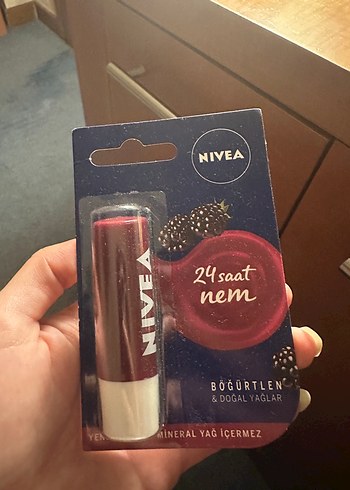 NIVEA
24 saat
nem
NIVEA
BÖĞÜRTLEN
& DOĞAL YAĞLAR
MİNERAL YAĞ İÇERMEZ